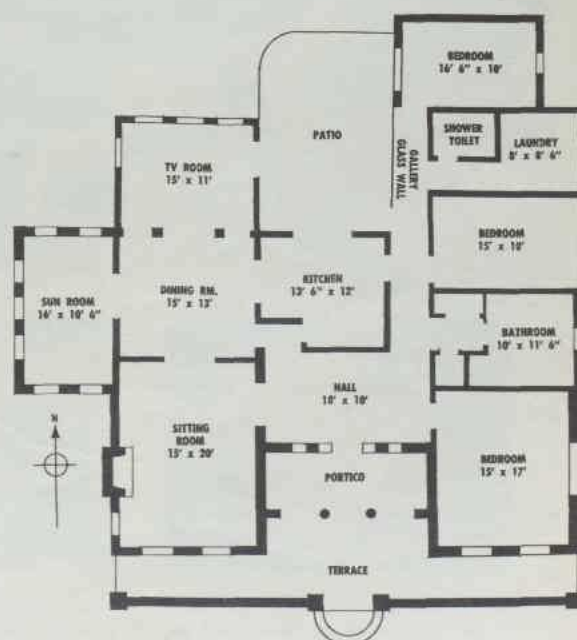 BEDROOM
16' 6" x 10'
PATIO
SHOWER
TOILET
LAUNDRY
8' x 8' 6"
GALLERY
GLASS WALL
TV ROOM
15' x 11'
BEDROOM
15' x 10'
SUN ROOM
16' x 10' 6"
DINING RM.
15' x 13'
KITCHEN
13' 6" x 12'
BATHROOM
10' x 11' 6"
HALL
18' x 10'
N
SITTING
ROOM
15' x 20'
PORTICO
BEDROOM
15' x 17'
TERRACE